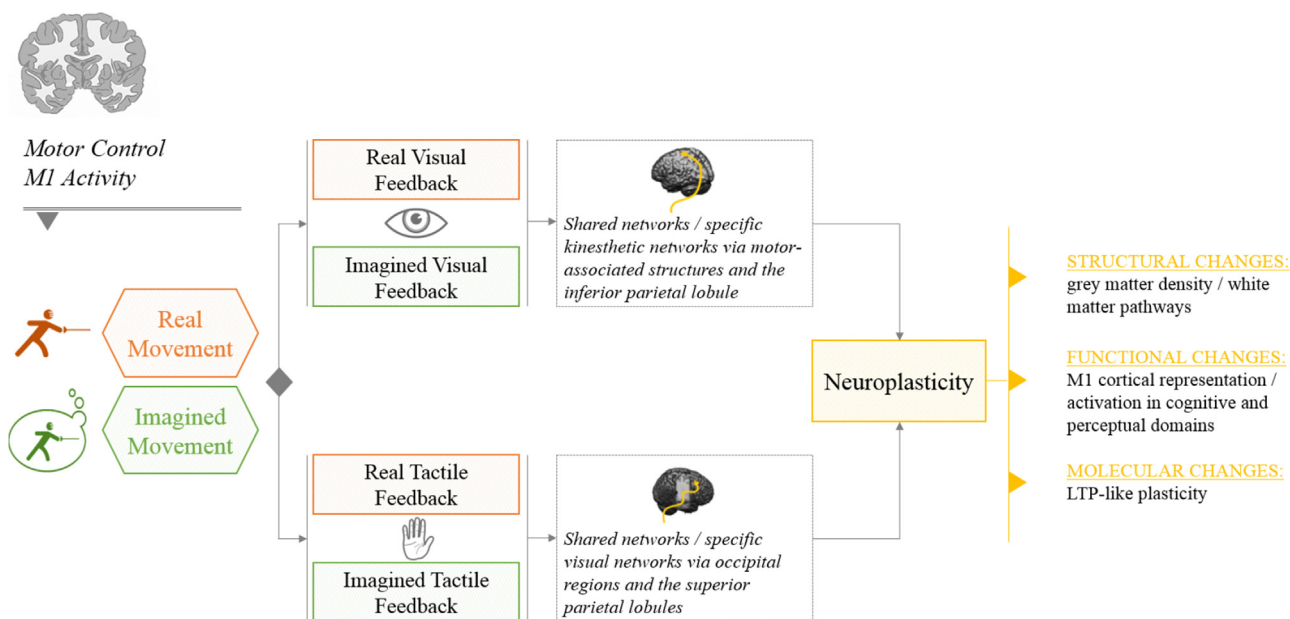 Motor Control
M1 Activity
Real
Movement
Imagined
Movement
Real Visual
Feedback
Imagined Visual
Feedback
Shared networks / specific
kinesthetic networks via motor-
associated structures and the
inferior parietal lobule
Real Tactile
Feedback
Imagined Tactile
Feedback
Shared networks / specific
visual networks via occipital
regions and the superior
parietal lobules
Neuroplasticity
STRUCTURAL CHANGES:
grey matter density / white
matter pathways
FUNCTIONAL CHANGES:
M1 cortical representation /
activation in cognitive and
perceptual domains
MOLECULAR CHANGES:
LTP-like plasticity